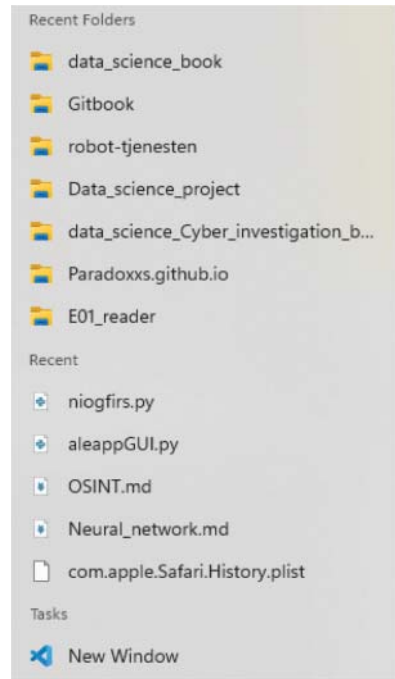 Recent Folders
data_science_book
Gitbook
robot-tjenesten
Data_science_project
data_science_Cyber_investigation_b...
Paradoxxs.github.io
E01_reader
Recent
niogfirs.py
aleappGUI.py
OSINT.md
Neural_network.md
com.apple.Safari.History.plist
Tasks
New Window